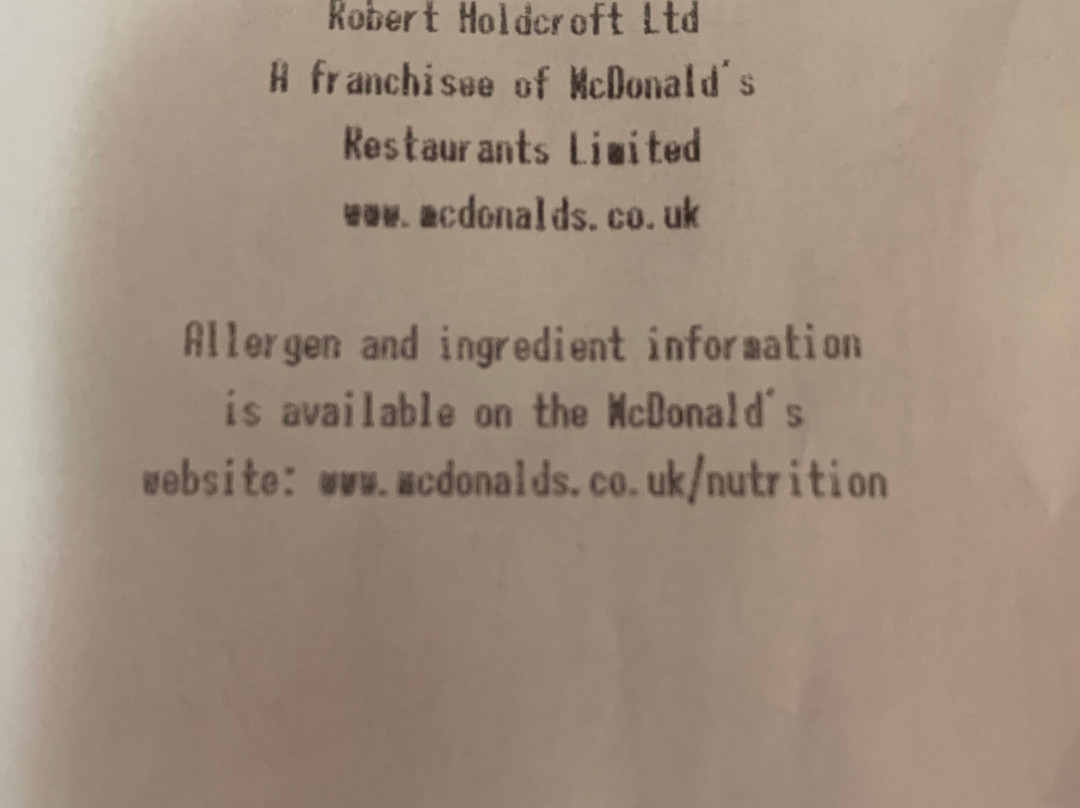 Robert Holdcroft Ltd
A franchisee of McDonald's
Restaurants Limited
www.mcdonalds.co.uk
Allergen and ingredient information
is available on the McDonald's
website: www.mcdonalds.co.uk/nutrition